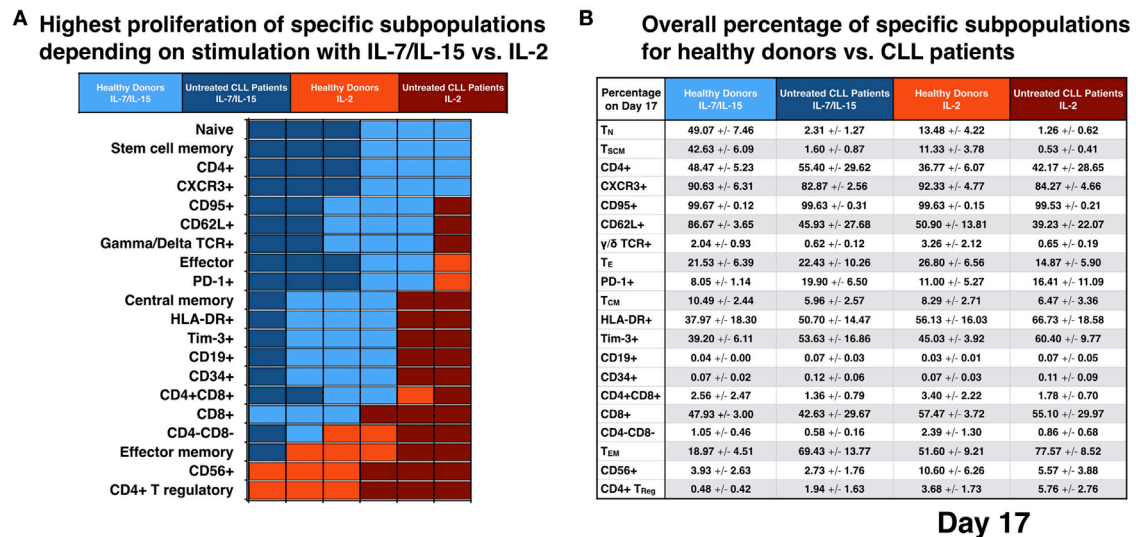 A Highest proliferation of specific subpopulations
depending on stimulation with IL-7/IL-15 vs. IL-2
Healthy Donors
IL-7/IL-15
Untreated CLL Patients
IL-7/IL-15
Healthy Donors
IL-2
Untreated CLL Patients
IL-2
Naive
Stem cell memory
CD4+
CXCR3+
CD95+
CD62L+
Gamma/Delta TCR+
Effector
PD-1+
Central memory
HLA-DR+
Tim-3+
CD19+
CD34+
CD4+CD8+
CD8+
CD4-CD8-
Effector memory
CD56+
CD4+ T regulatory
B Overall percentage of specific subpopulations
for healthy donors vs. CLL patients
Percentage
on Day 17
Healthy Donors
IL-7/IL-15
Untreated CLL Patients
IL-7/IL-15
Healthy Donors
IL-2
Untreated CLL Patients
IL-2
TN 49.07 +/- 7.46 2.31 +/- 1.27 13.48 +/- 4.22 1.26 +/- 0.62
TSCM 42.63 +/- 6.09 1.60 +/- 0.87 11.33 +/- 3.78 0.53 +/- 0.41
CD4+ 48.47 +/- 5.23 55.40 +/- 29.62 36.77 +/- 6.07 42.17 +/- 28.65
CXCR3+ 90.63 +/- 6.31 82.87 +/- 2.56 92.33 +/- 4.77 84.27 +/- 4.66
CD95+ 99.67 +/- 0.12 99.63 +/- 0.31 99.63 +/- 0.15 99.53 +/- 0.21
CD62L+ 86.67 +/- 3.65 45.93 +/- 27.68 50.90 +/- 13.81 39.23 +/- 22.07
γ/δ TCR+ 2.04 +/- 0.93 0.62 +/- 0.12 3.26 +/- 2.12 0.65 +/- 0.19
TE 21.53 +/- 6.39 22.43 +/- 10.26 26.80 +/- 6.56 14.87 +/- 5.90
PD-1+ 8.05 +/- 1.14 19.90 +/- 6.50 11.00 +/- 5.27 16.41 +/- 11.09
TCM 10.49 +/- 2.44 5.96 +/- 2.57 8.29 +/- 2.71 6.47 +/- 3.36
HLA-DR+ 37.97 +/- 18.30 50.70 +/- 14.47 56.13 +/- 16.03 66.73 +/- 18.58
Tim-3+ 39.20 +/- 6.11 53.63 +/- 16.86 45.03 +/- 3.92 60.40 +/- 9.77
CD19+ 0.04 +/- 0.00 0.07 +/- 0.03 0.03 +/- 0.01 0.07 +/- 0.05
CD34+ 0.07 +/- 0.02 0.12 +/- 0.06 0.07 +/- 0.03 0.11 +/- 0.09
CD4+CD8+ 2.56 +/- 2.47 1.36 +/- 0.79 3.40 +/- 2.22 1.78 +/- 0.70
CD8+ 47.93 +/- 3.00 42.63 +/- 29.67 57.47 +/- 3.72 55.10 +/- 29.97
CD4-CD8- 1.05 +/- 0.46 0.58 +/- 0.16 2.39 +/- 1.30 0.86 +/- 0.68
TEM 18.97 +/- 4.51 69.43 +/- 13.77 51.60 +/- 9.21 77.57 +/- 8.52
CD56+ 3.93 +/- 2.63 2.73 +/- 1.76 10.60 +/- 6.26 5.57 +/- 3.88
CD4+ TReg 0.48 +/- 0.42 1.94 +/- 1.63 3.68 +/- 1.73 5.76 +/- 2.76
Day 17